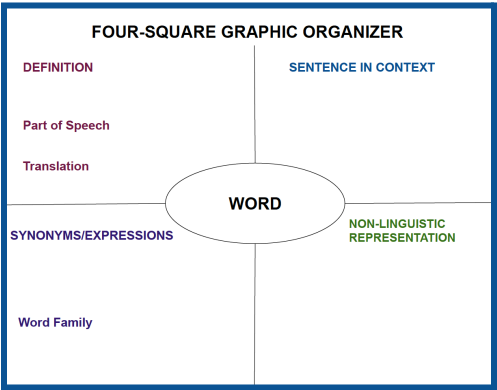 FOUR-SQUARE GRAPHIC ORGANIZER
DEFINITION
Part of Speech
Translation
SENTENCE IN CONTEXT
WORD
SYNONYMS/EXPRESSIONS
Word Family
NON-LINGUISTIC
REPRESENTATION